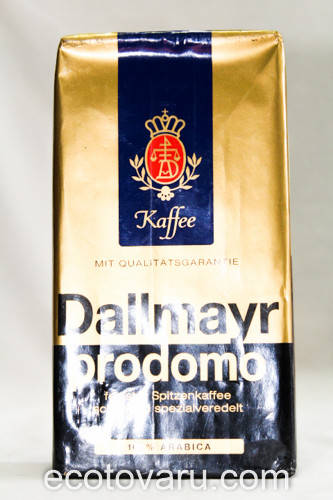 Kaffee
MIT QUALITÄTSGARANTIE
Dallmayr
prodomo
Spitzenkaffee
spezialveredelt
ARABICA
ecotovaru.com